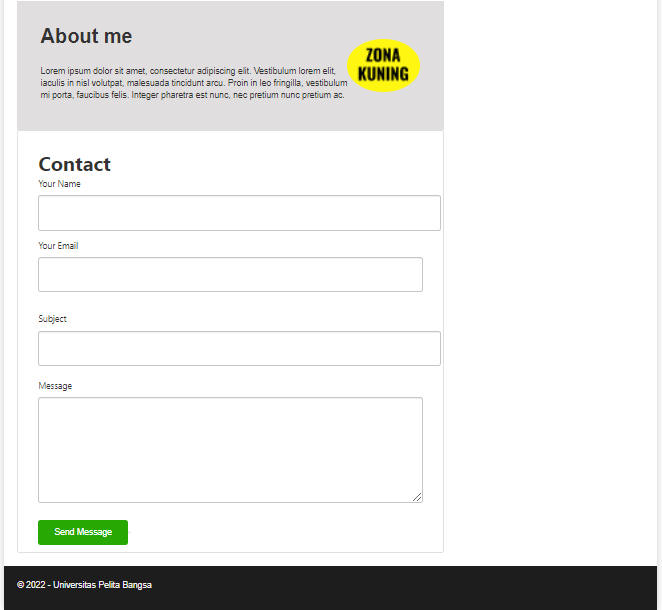 About me
ZONA
KUNING
Lorem ipsum dolor sit amet, consectetur adipiscing elit. Vestibulum lorem elit,
iaculis in nisl volutpat, malesuada tincidunt arcu. Proin in leo fringilla, vestibulum
mi porta, faucibus felis. Integer pharetra est nunc, nec pretium nunc pretium ac.
Contact
Your Name
Your Email
Subject
Message
Send Message
© 2022 - Universitas Pelita Bangsa